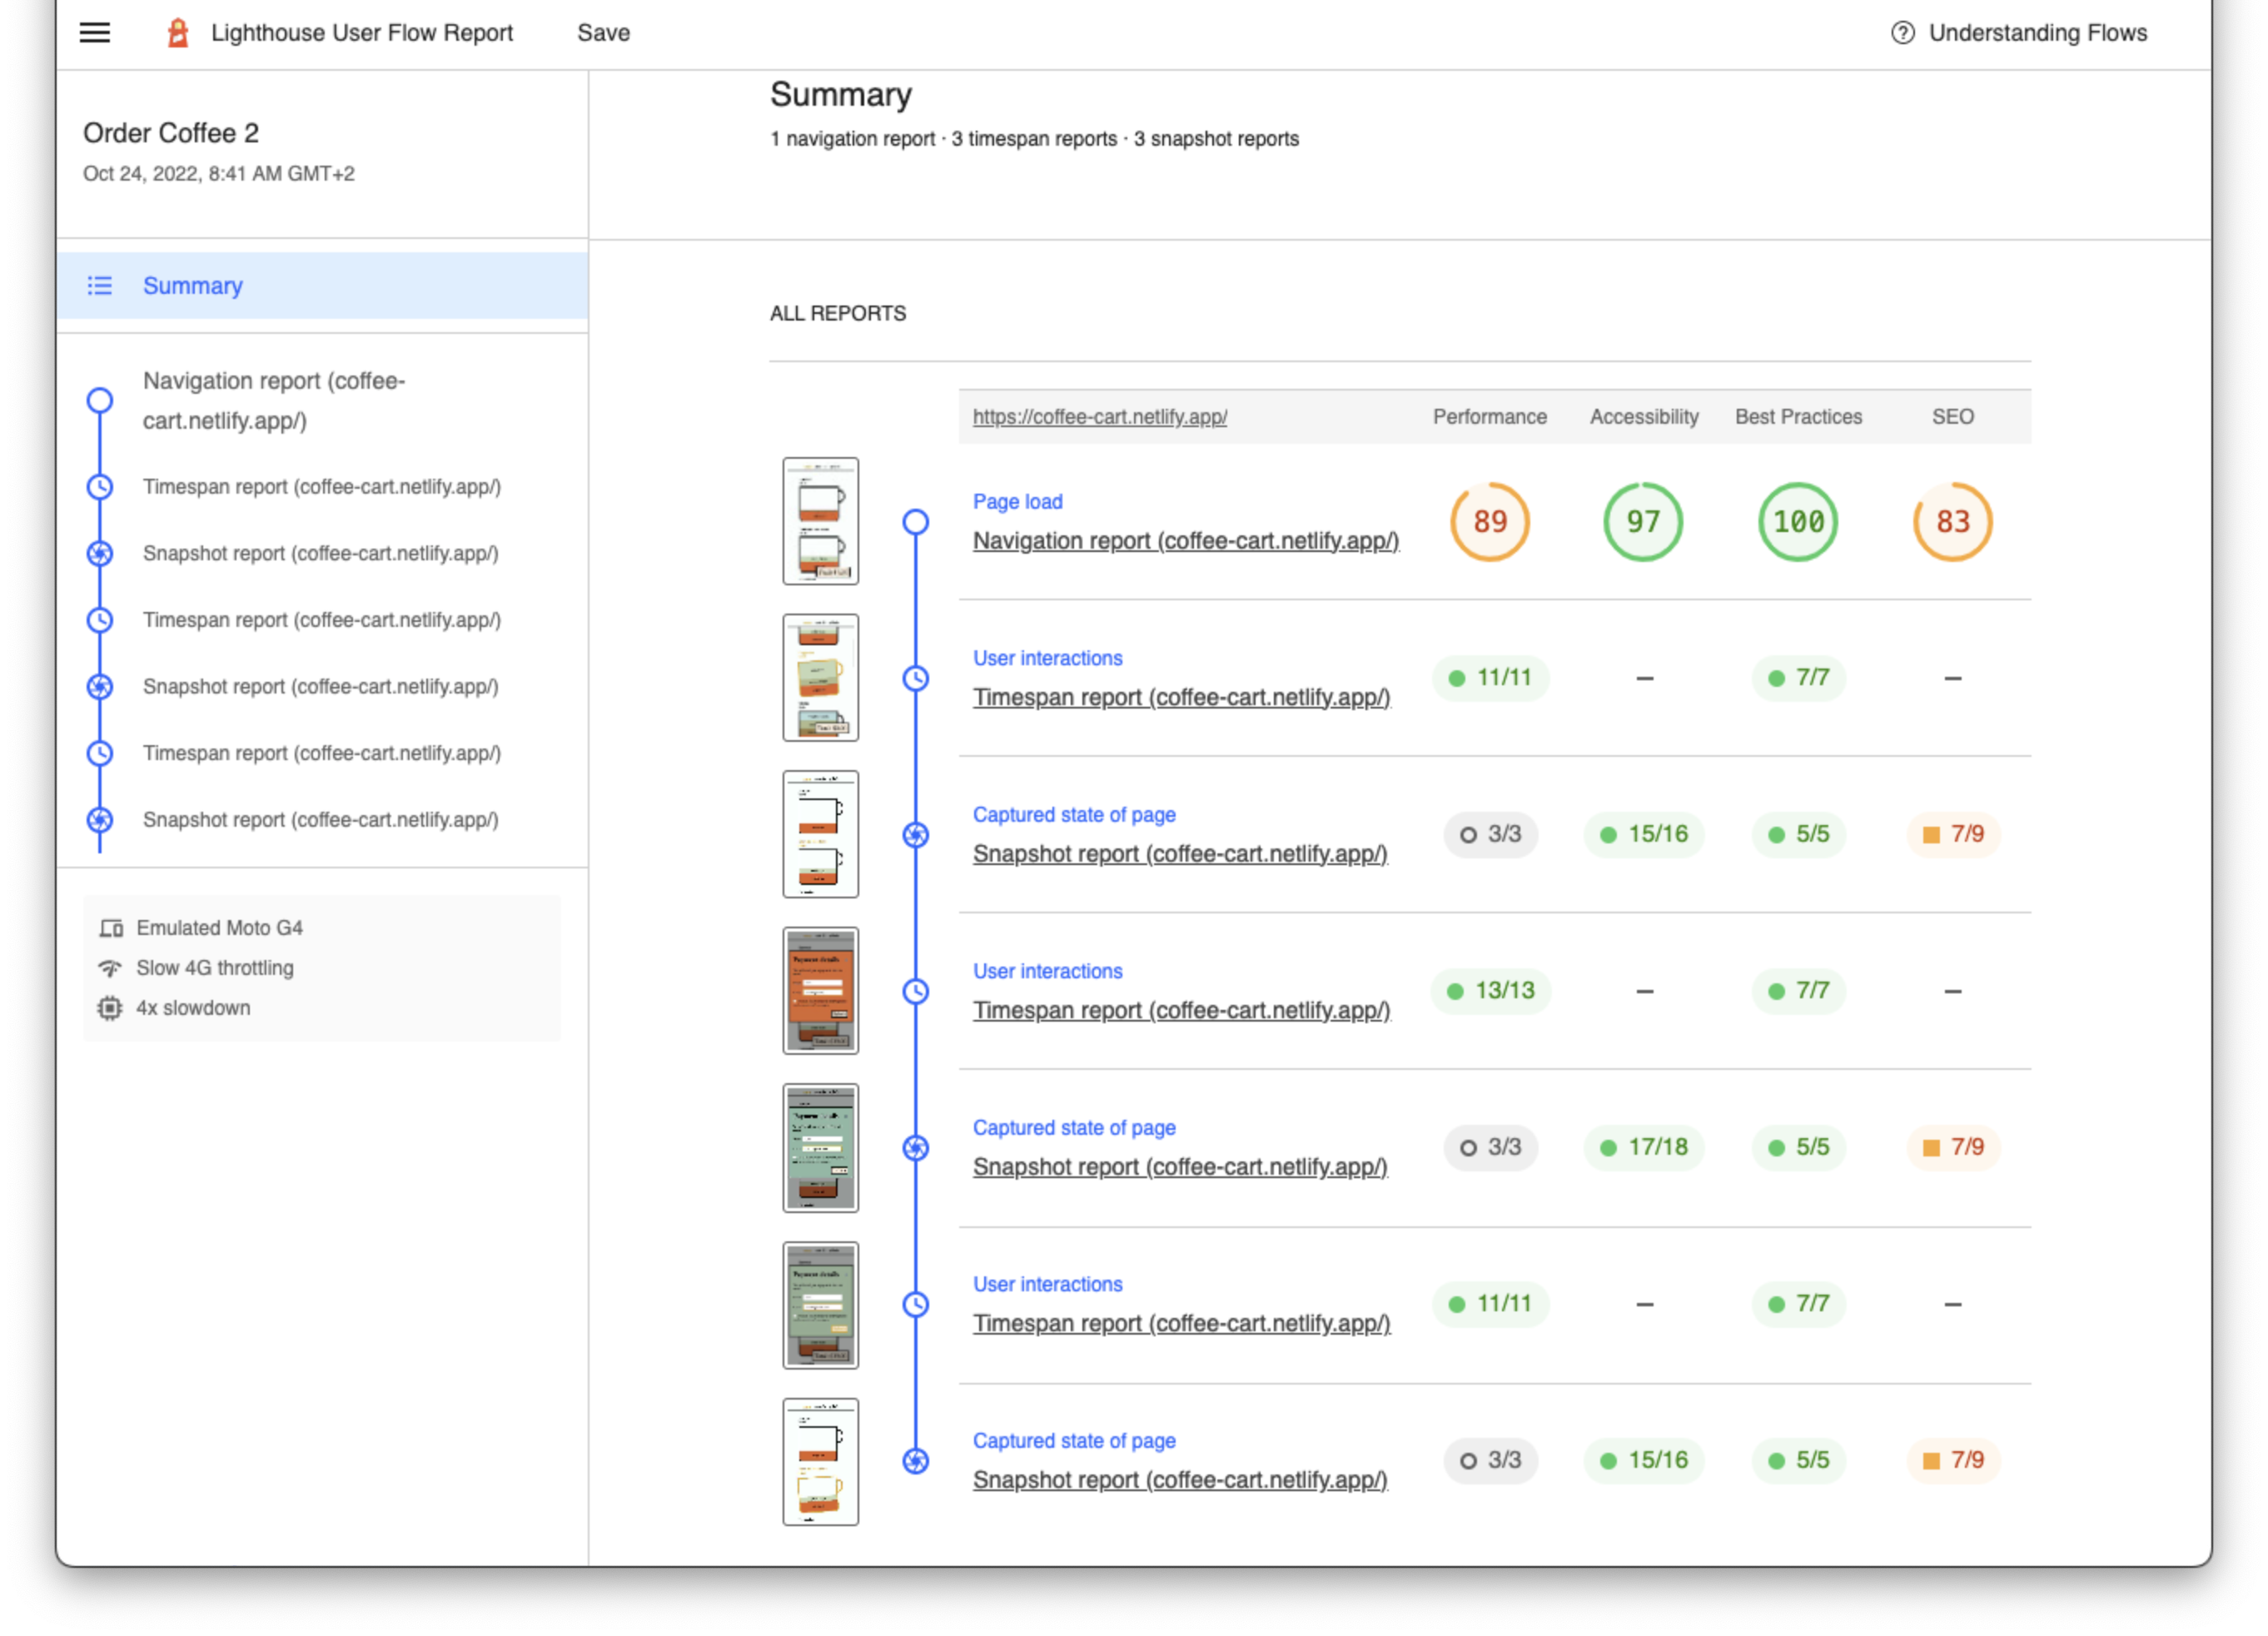 Lighthouse User Flow Report
Save
Understanding Flows
Order Coffee 2
Oct 24, 2022, 8:41 AM GMT+2
Summary
Navigation report (coffee-
cart.netlify.app/)
Timespan report (coffee-cart.netlify.app/)
Snapshot report (coffee-cart.netlify.app/)
Timespan report (coffee-cart.netlify.app/)
Snapshot report (coffee-cart.netlify.app/)
Timespan report (coffee-cart.netlify.app/)
Snapshot report (coffee-cart.netlify.app/)
Emulated Moto G4
Slow 4G throttling
4x slowdown
Summary
1 navigation report · 3 timespan reports · 3 snapshot reports
ALL REPORTS
https://coffee-cart.netlify.app/ Performance Accessibility Best Practices SEO
Page load
Navigation report (coffee-cart.netlify.app/) 89 97 100 83
User interactions
Timespan report (coffee-cart.netlify.app/) 11/11 – 7/7 –
Captured state of page
Snapshot report (coffee-cart.netlify.app/) 3/3 15/16 5/5 7/9
User interactions
Timespan report (coffee-cart.netlify.app/) 13/13 – 7/7 –
Payment details
Captured state of page
Snapshot report (coffee-cart.netlify.app/) 3/3 17/18 5/5 7/9
Payment details
User interactions
Timespan report (coffee-cart.netlify.app/) 11/11 – 7/7 –
Payment details
Captured state of page
Snapshot report (coffee-cart.netlify.app/) 3/3 15/16 5/5 7/9